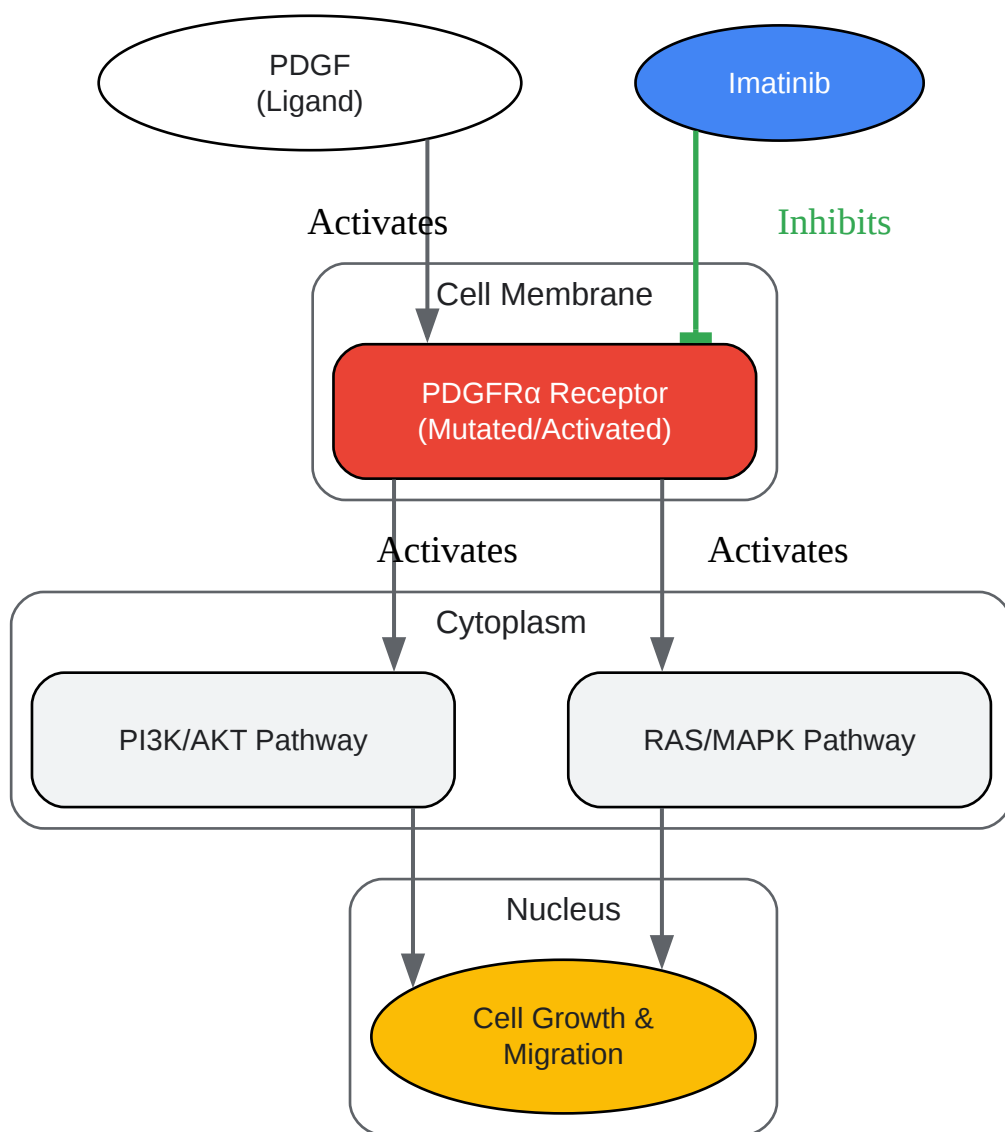 PDGF
(Ligand)
Imatinib
Activates
Inhibits
Cell Membrane
PDGFRα Receptor
(Mutated/Activated)
Activates
Activates
Cytoplasm
PI3K/AKT Pathway
RAS/MAPK Pathway
Nucleus
Cell Growth &
Migration